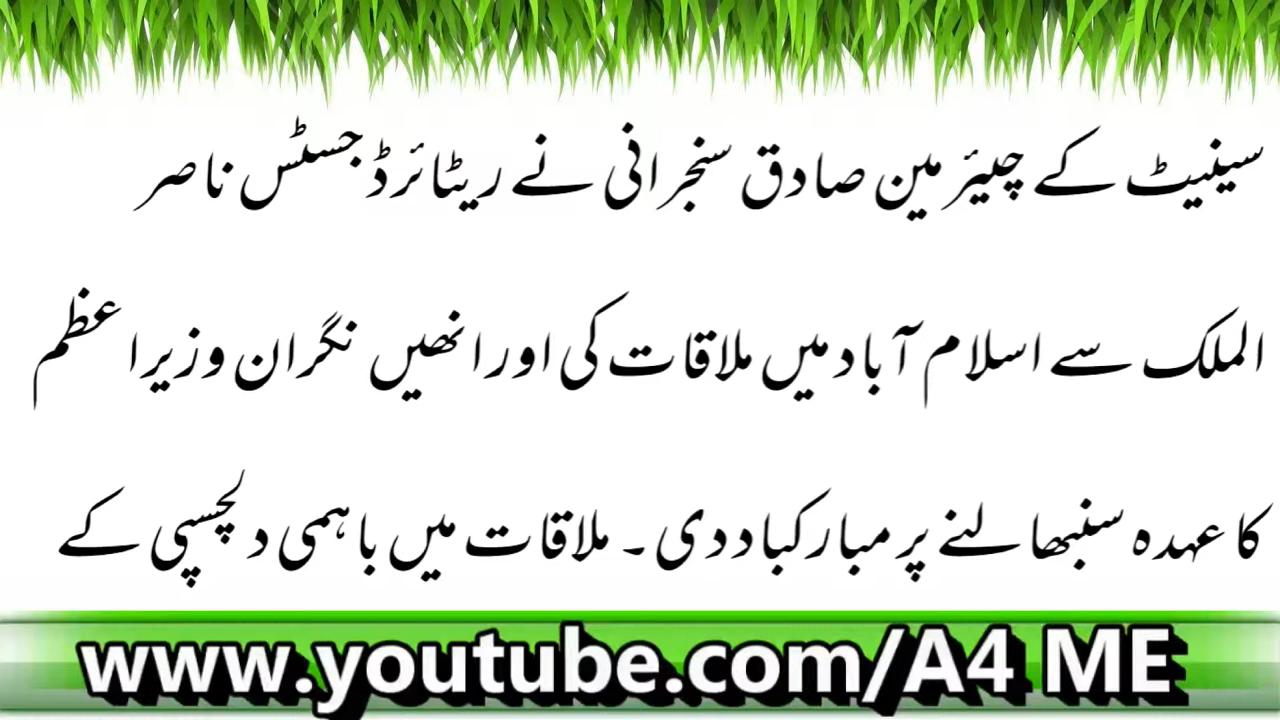 سینیٹ کے چیئرمین صادق سنجرانی نے ریٹائرڈ جسٹس ناصر
الملک سے اسلام آباد میں ملاقات کی اور انھیں نگران وزیراعظم
کا عہدہ سنبھالنے پر مبارکباد دی ۔ ملاقات میں باہمی دلچسپی کے
www.youtube.com/A4 ME